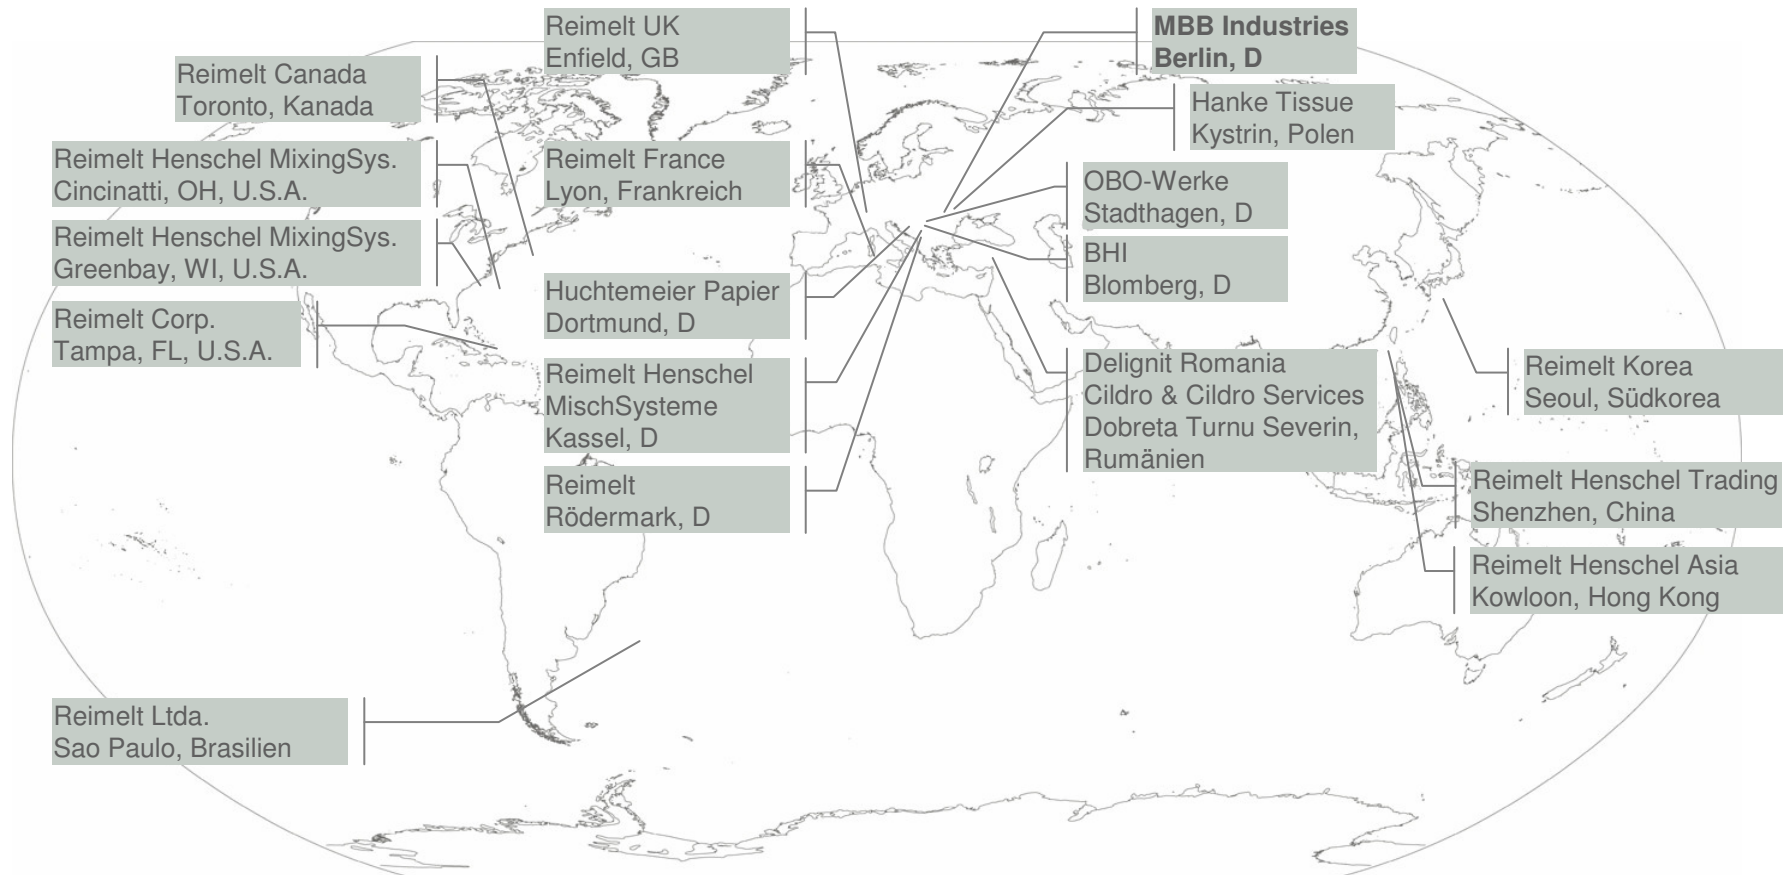 Reimelt UK
Enfield, GB
MBB Industries
Berlin, D
Reimelt Canada
Toronto, Kanada
Hanke Tissue
Kystrin, Polen
Reimelt Henschel MixingSys.
Cincinatti, OH, U.S.A.
Reimelt France
Lyon, Frankreich
OBO-Werke
Stadthagen, D
Reimelt Henschel MixingSys.
Greenbay, WI, U.S.A.
BHI
Blomberg, D
Huchtemeier Papier
Dortmund, D
Reimelt Corp.
Tampa, FL, U.S.A.
Reimelt Henschel
MischSysteme
Kassel, D
Delignit Romania
Cildro & Cildro Services
Dobreta Turnu Severin,
Rumänien
Reimelt Korea
Seoul, Südkorea
Reimelt
Rödermark, D
Reimelt Henschel Trading
Shenzhen, China
Reimelt Henschel Asia
Kowloon, Hong Kong
Reimelt Ltda.
Sao Paulo, Brasilien